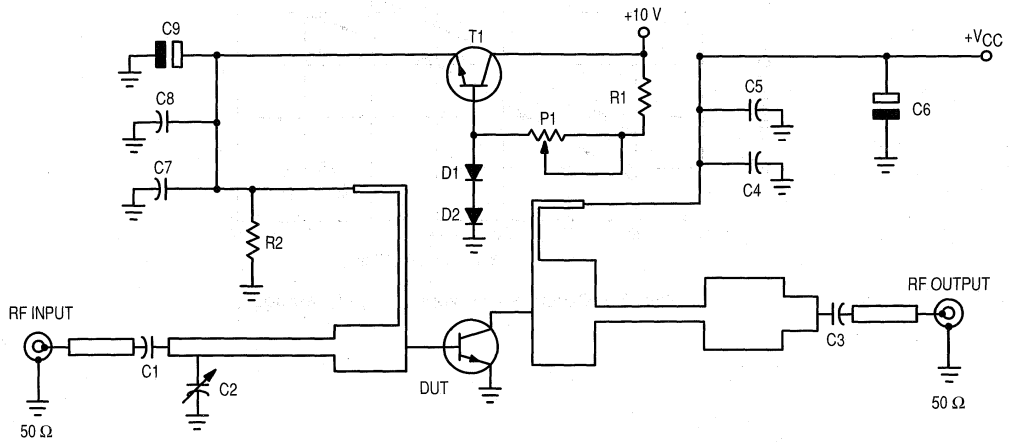 C9
T1
+10 V
+VCC
C8
R1
C5
C6
P1
C7
D1
C4
D2
R2
RF INPUT
RF OUTPUT
C1
C2
DUT
C3
50 Ω
50 Ω